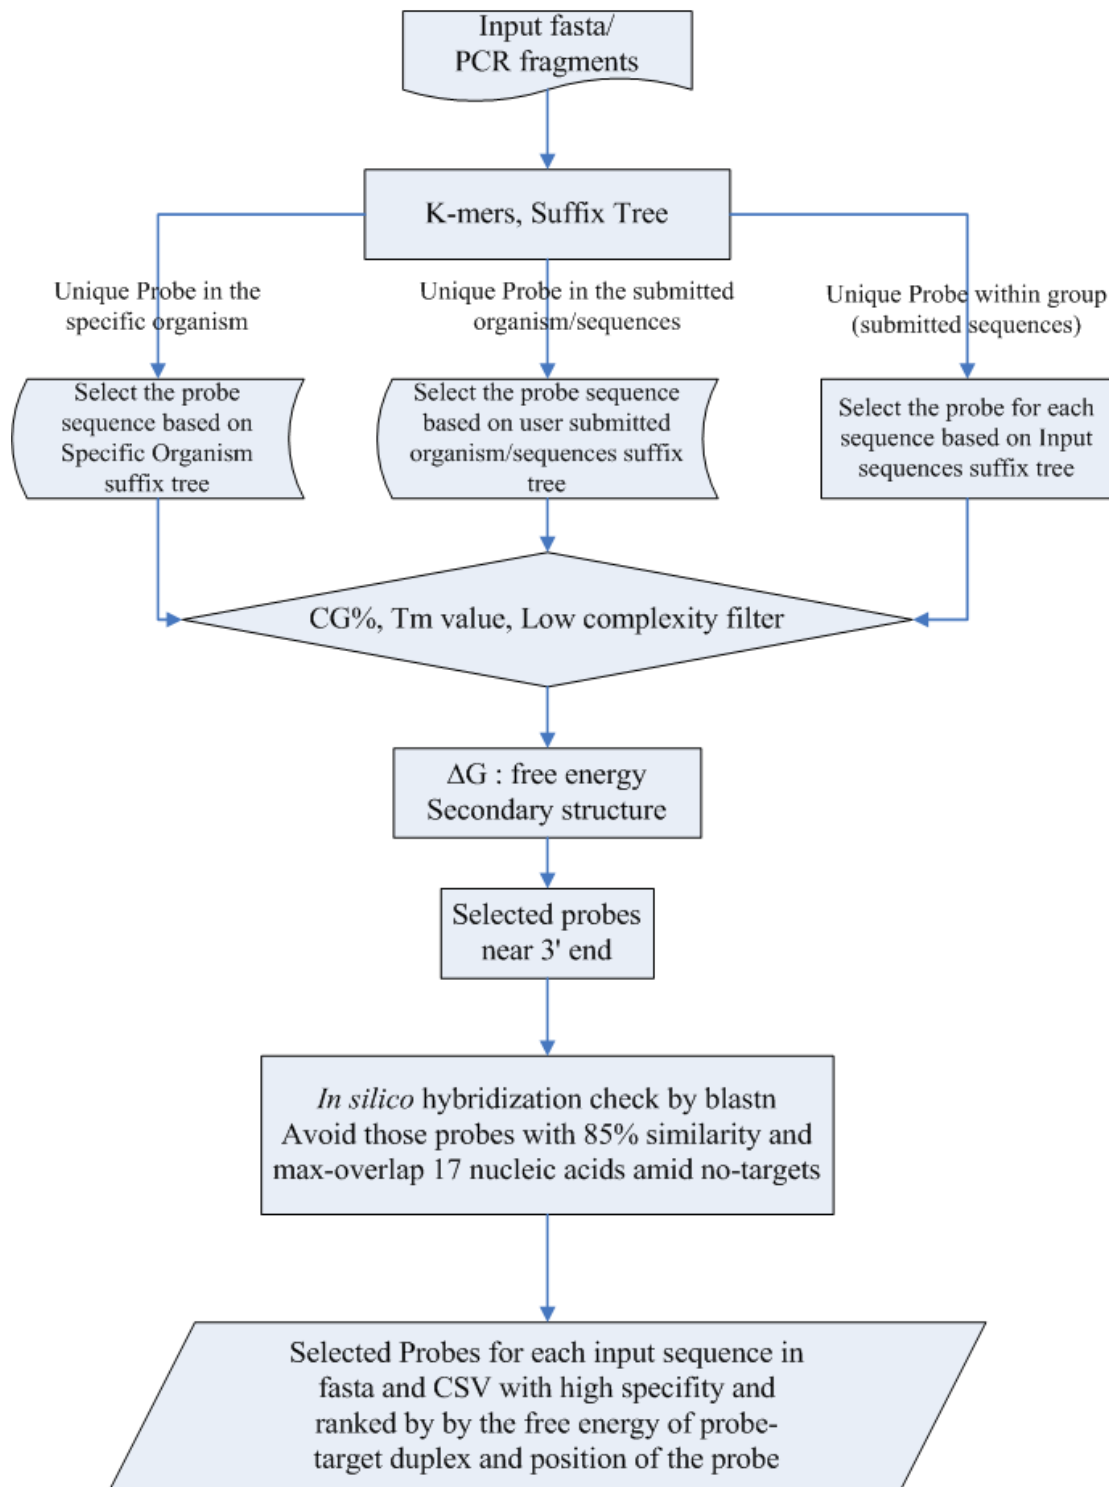 Input fasta/
PCR fragments
K-mers, Suffix Tree
Unique Probe in the
specific organism
Unique Probe in the submitted
organism/sequences
Unique Probe within group
(submitted sequences)
Select the probe
sequence based on
Specific Organism
suffix tree
Select the probe sequence
based on user submitted
organism/sequences suffix
tree
Select the probe for each
sequence based on Input
sequences suffix tree
CG%, Tm value, Low complexity filter
ΔG : free energy
Secondary structure
Selected probes
near 3' end
In silico hybridization check by blastn
Avoid those probes with 85% similarity and
max-overlap 17 nucleic acids amid no-targets
Selected Probes for each input sequence in
fasta and CSV with high specifity and
ranked by by the free energy of probe-
target duplex and position of the probe